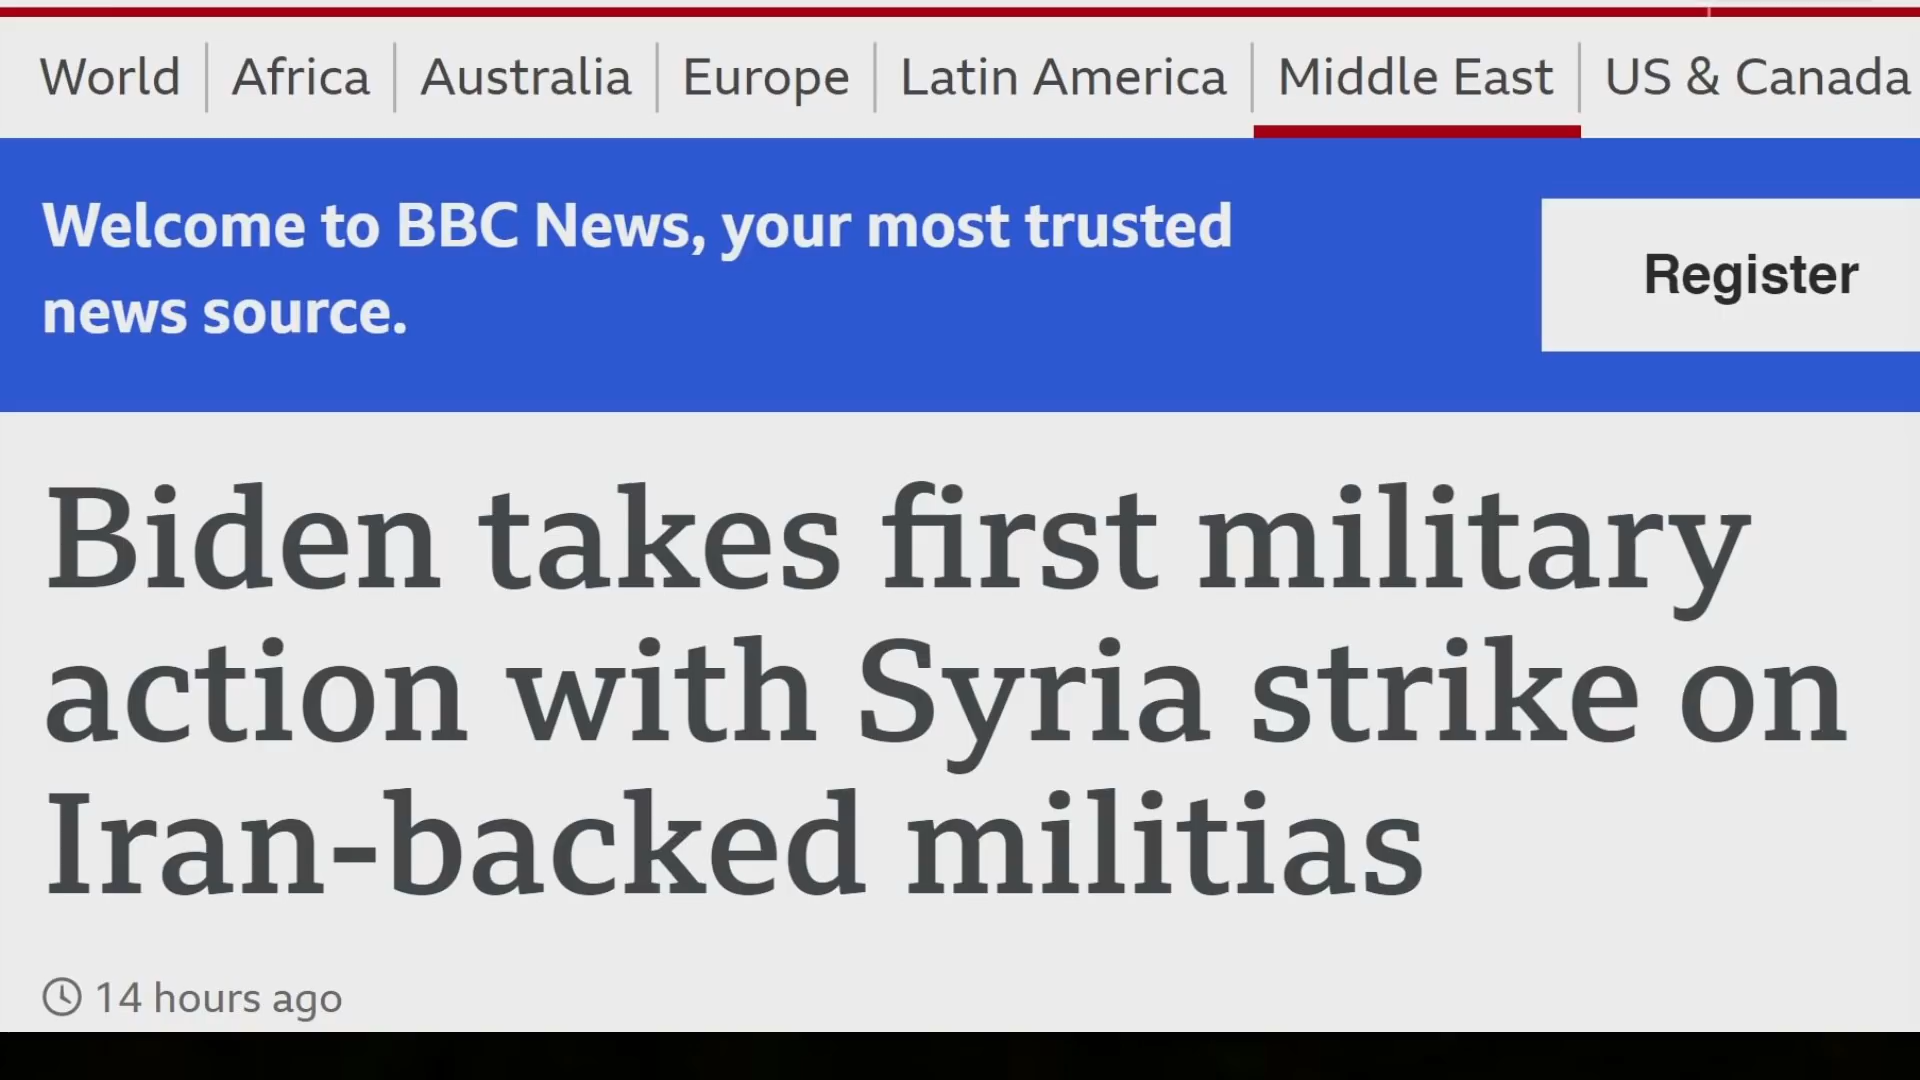 World Africa Australia Europe Latin America Middle East US & Canada
Welcome to BBC News, your most trusted
news source.
Register
Biden takes first military
action with Syria strike on
Iran-backed militias
14 hours ago